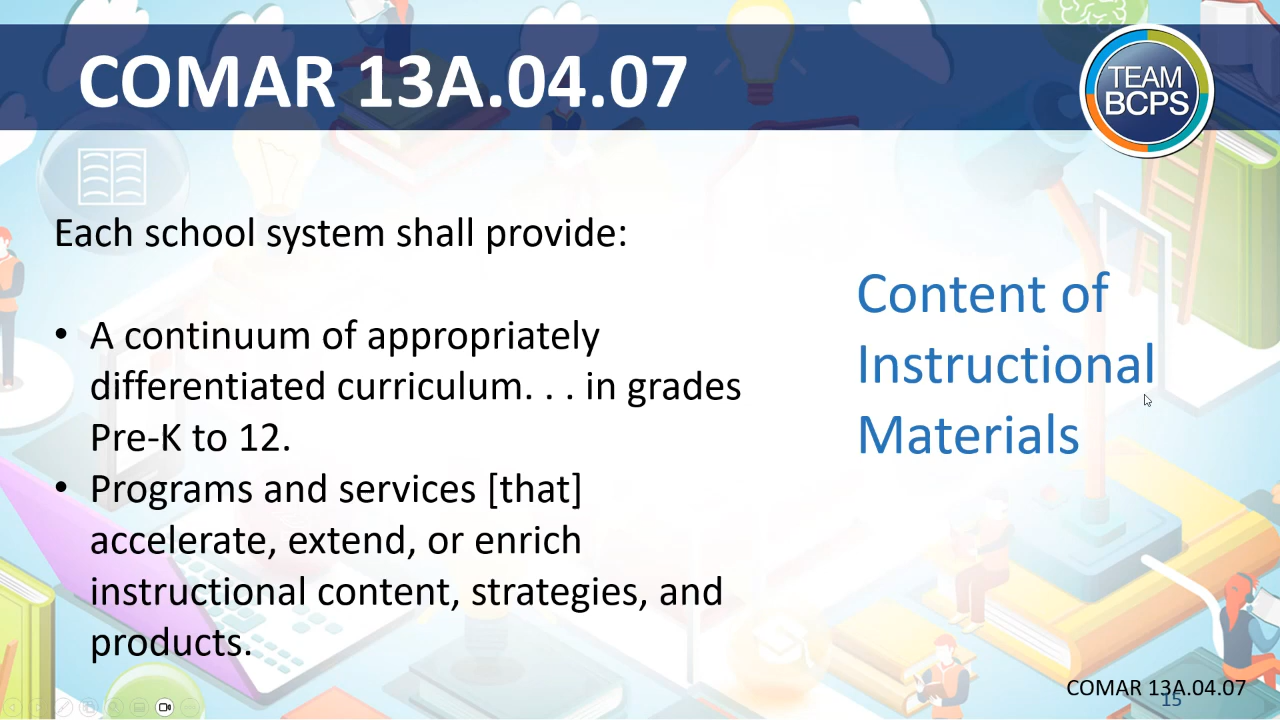 COMAR 13A.04.07
TEAM
BCPS
Each school system shall provide:
• A continuum of appropriately
differentiated curriculum. . . in grades
Pre-K to 12.
• Programs and services [that]
accelerate, extend, or enrich
instructional content, strategies, and
products.
Content of
Instructional
Materials
COMAR 13A.04.07
15